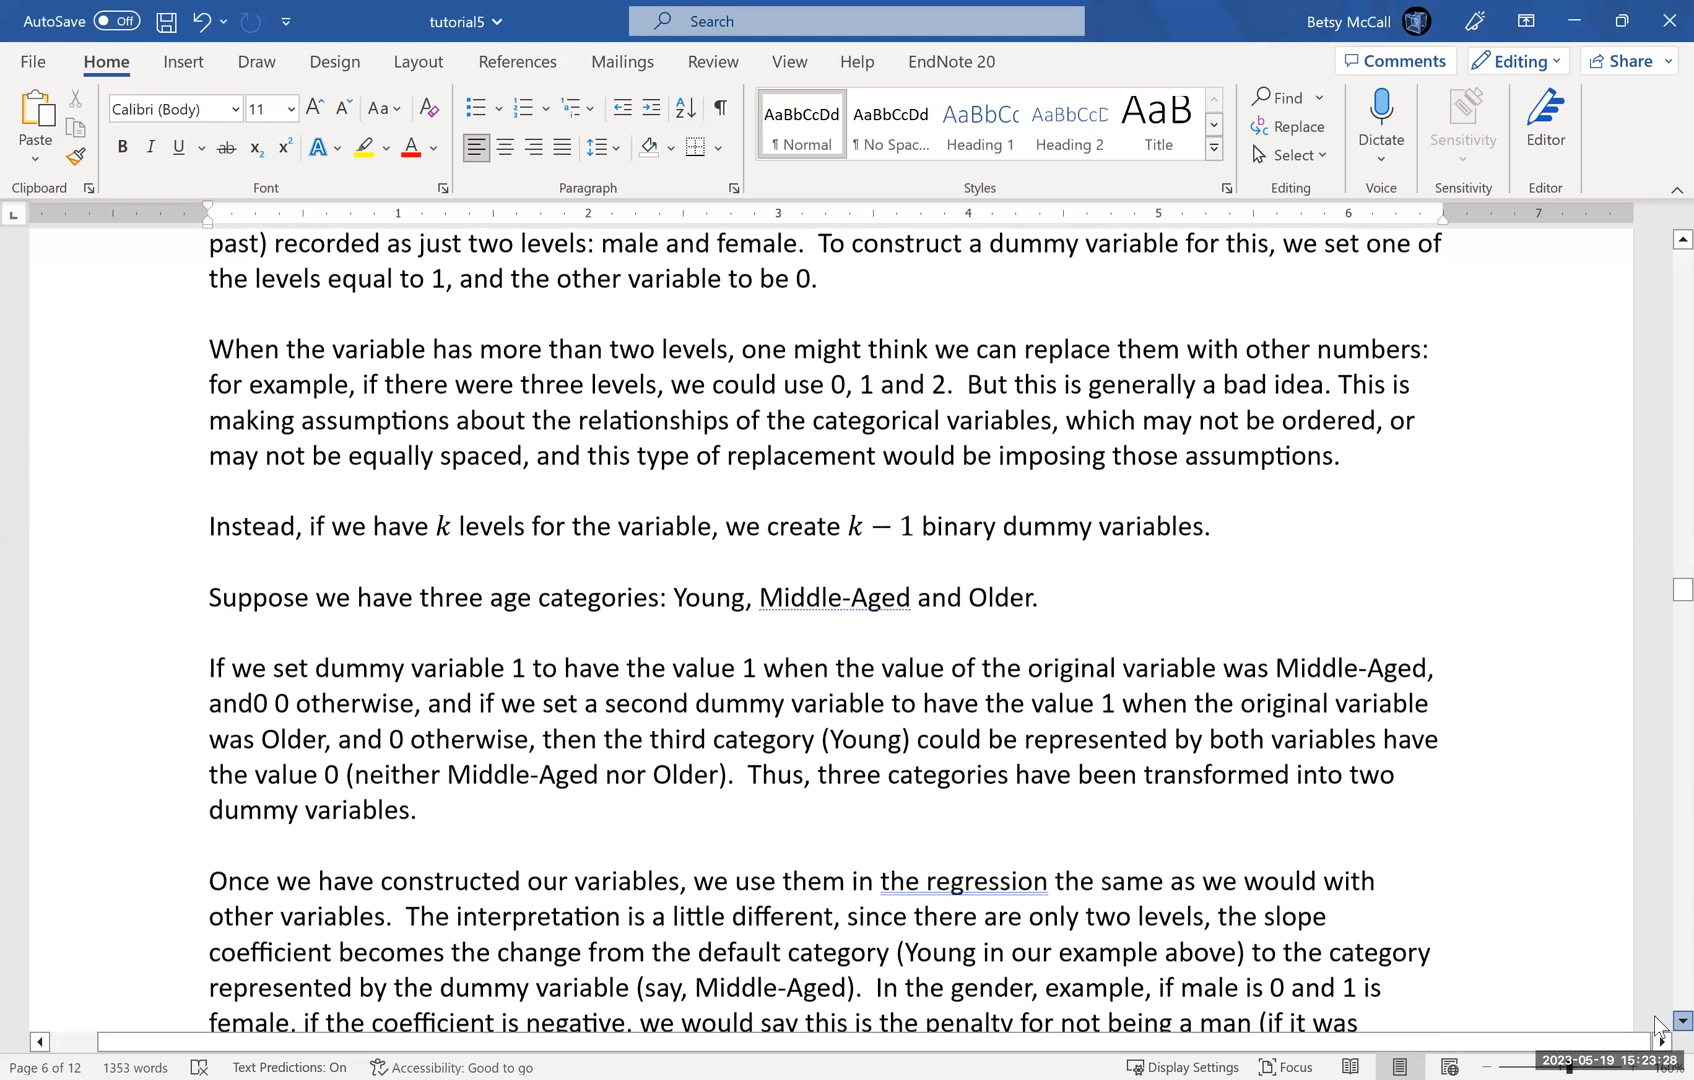 AutoSave Off tutorial5 Search Betsy McCall
File Home Insert Draw Design Layout References Mailings Review View Help EndNote 20 Comments Editing Share
Calibri (Body) 11 Aa
AaBbCcDd AaBbCcDd AaBbCc AaBbCcD AaB
Find
Replace
Select
Paste
B I U ab x₂ x² A A
¶ Normal ¶ No Spac... Heading 1 Heading 2 Title
Dictate Sensitivity Editor
Clipboard Font Paragraph Styles Editing Voice Sensitivity Editor
1 2 3 4 5 6 7
past) recorded as just two levels: male and female. To construct a dummy variable for this, we set one of
the levels equal to 1, and the other variable to be 0.
When the variable has more than two levels, one might think we can replace them with other numbers:
for example, if there were three levels, we could use 0, 1 and 2. But this is generally a bad idea. This is
making assumptions about the relationships of the categorical variables, which may not be ordered, or
may not be equally spaced, and this type of replacement would be imposing those assumptions.
Instead, if we have k levels for the variable, we create k − 1 binary dummy variables.
Suppose we have three age categories: Young, Middle-Aged and Older.
If we set dummy variable 1 to have the value 1 when the value of the original variable was Middle-Aged,
and0 0 otherwise, and if we set a second dummy variable to have the value 1 when the original variable
was Older, and 0 otherwise, then the third category (Young) could be represented by both variables have
the value 0 (neither Middle-Aged nor Older). Thus, three categories have been transformed into two
dummy variables.
Once we have constructed our variables, we use them in the regression the same as we would with
other variables. The interpretation is a little different, since there are only two levels, the slope
coefficient becomes the change from the default category (Young in our example above) to the category
represented by the dummy variable (say, Middle-Aged). In the gender, example, if male is 0 and 1 is
female, if the coefficient is negative, we would say this is the penalty for not being a man (if it was
Page 6 of 12 1353 words Text Predictions: On Accessibility: Good to go Display Settings Focus 160%
2023-05-19 15:23:28